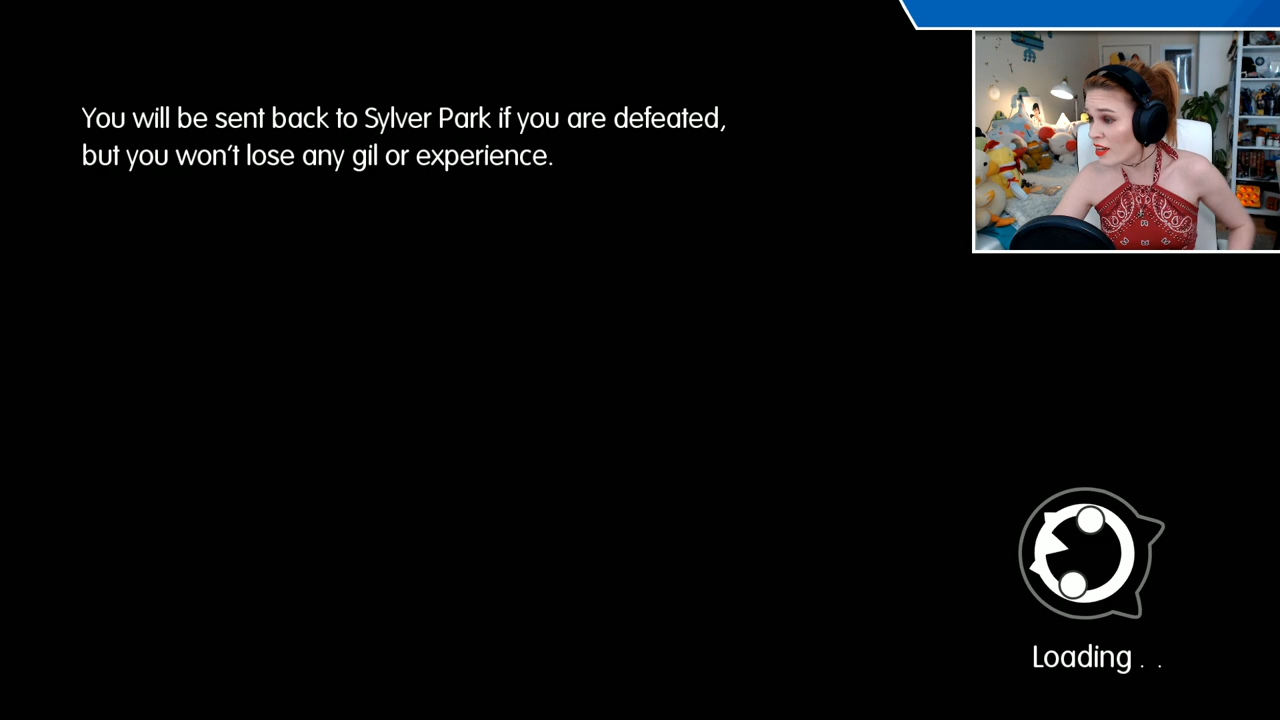 You will be sent back to Sylver Park if you are defeated,
but you won't lose any gil or experience.
Loading . .